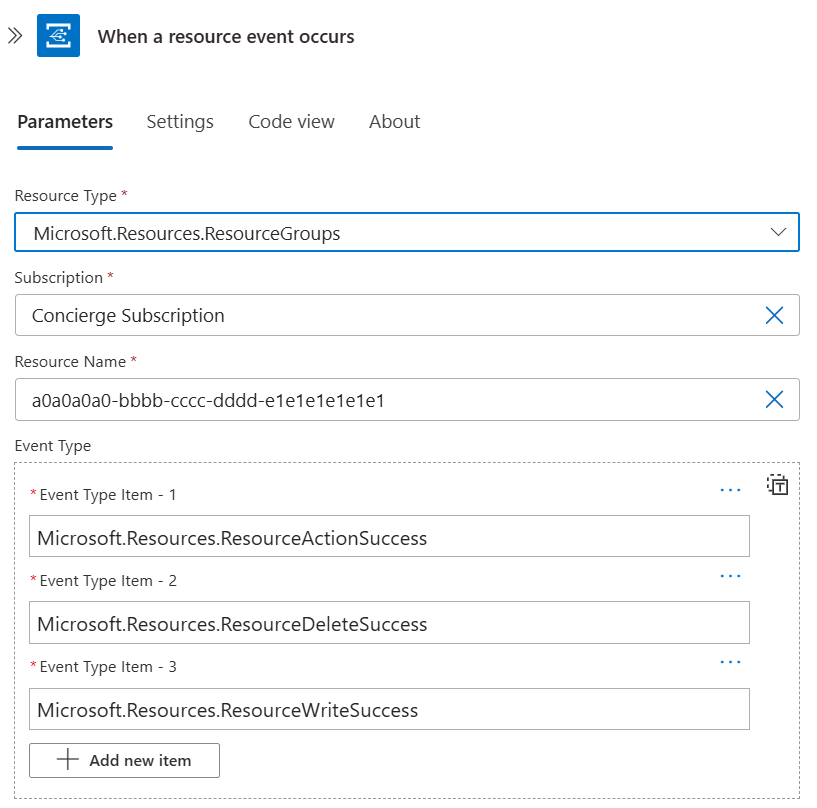 When a resource event occurs
Parameters Settings Code view About
Resource Type *
Microsoft.Resources.ResourceGroups
Subscription *
Concierge Subscription
Resource Name *
a0a0a0a0-bbbb-cccc-dddd-e1e1e1e1e1e1
Event Type
* Event Type Item - 1
Microsoft.Resources.ResourceActionSuccess
* Event Type Item - 2
Microsoft.Resources.ResourceDeleteSuccess
* Event Type Item - 3
Microsoft.Resources.ResourceWriteSuccess
Add new item